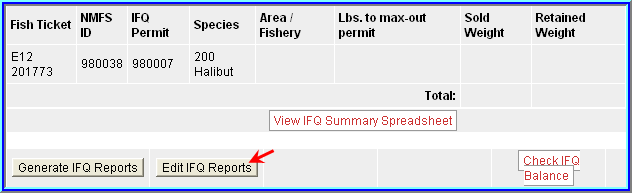 Fish Ticket NMFS ID IFQ Permit Species Area / Fishery Lbs. to max-out permit Sold Weight Retained Weight
E12 201773 980038 980007 200 Halibut
Total:
View IFQ Summary Spreadsheet
Generate IFQ Reports Edit IFQ Reports Check IFQ Balance